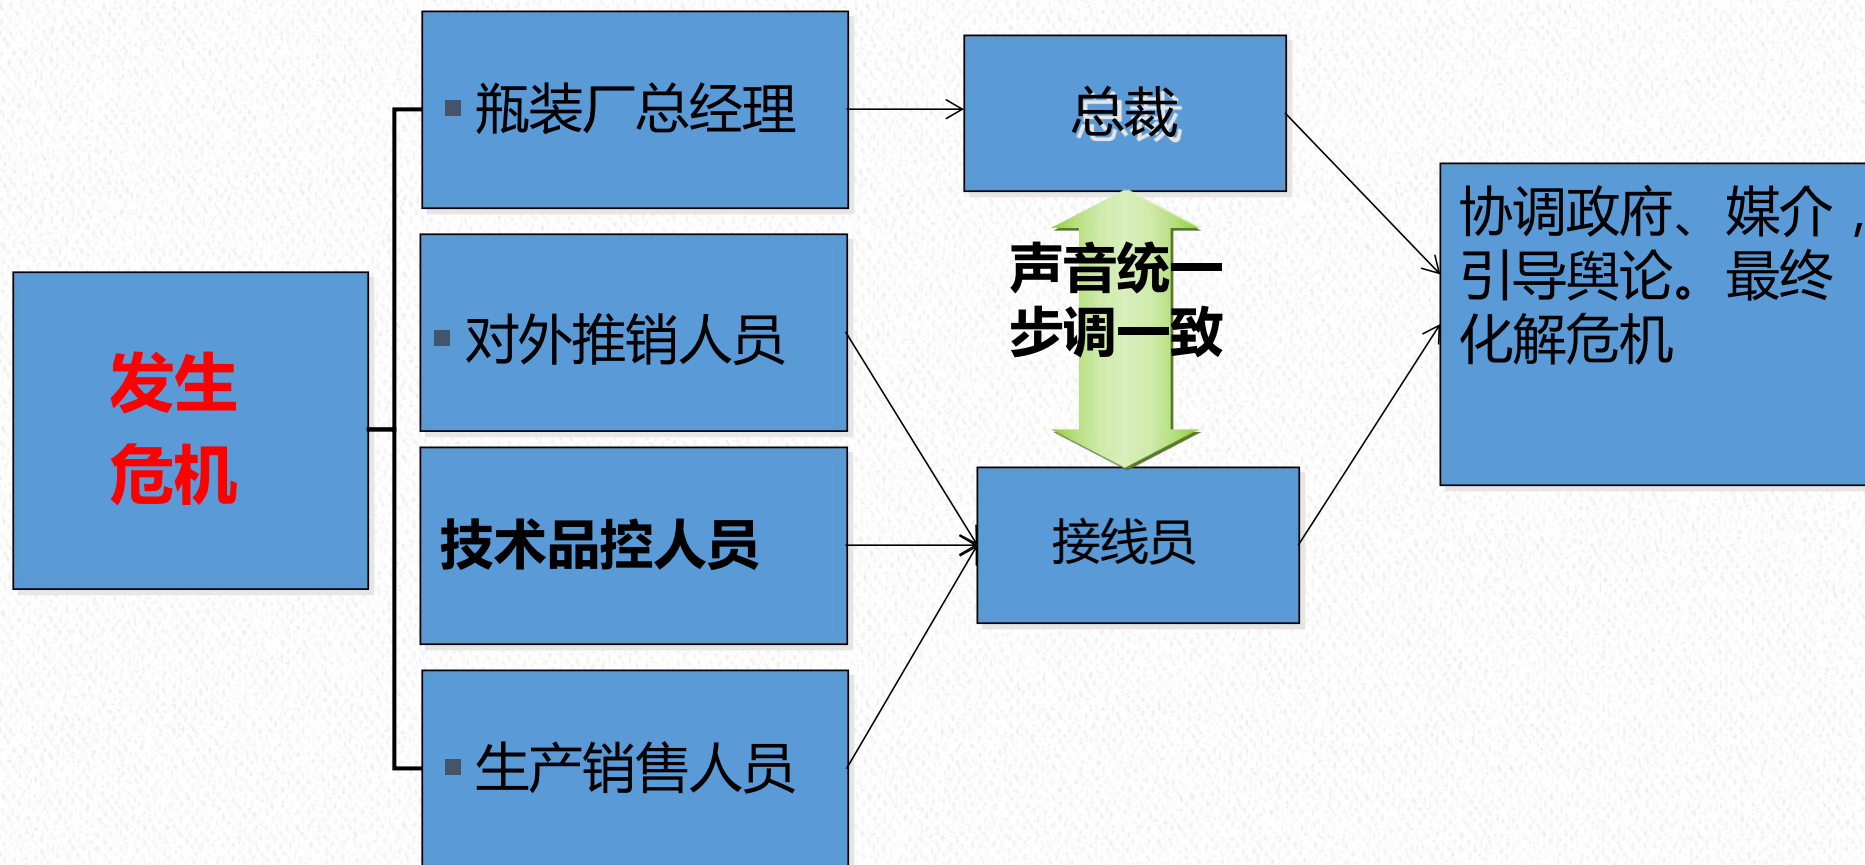 发生
危机
瓶装厂总经理
对外推销人员
技术品控人员
生产销售人员
总裁
声音统一
步调一致
接线员
协调政府、媒介，
引导舆论。最终
化解危机